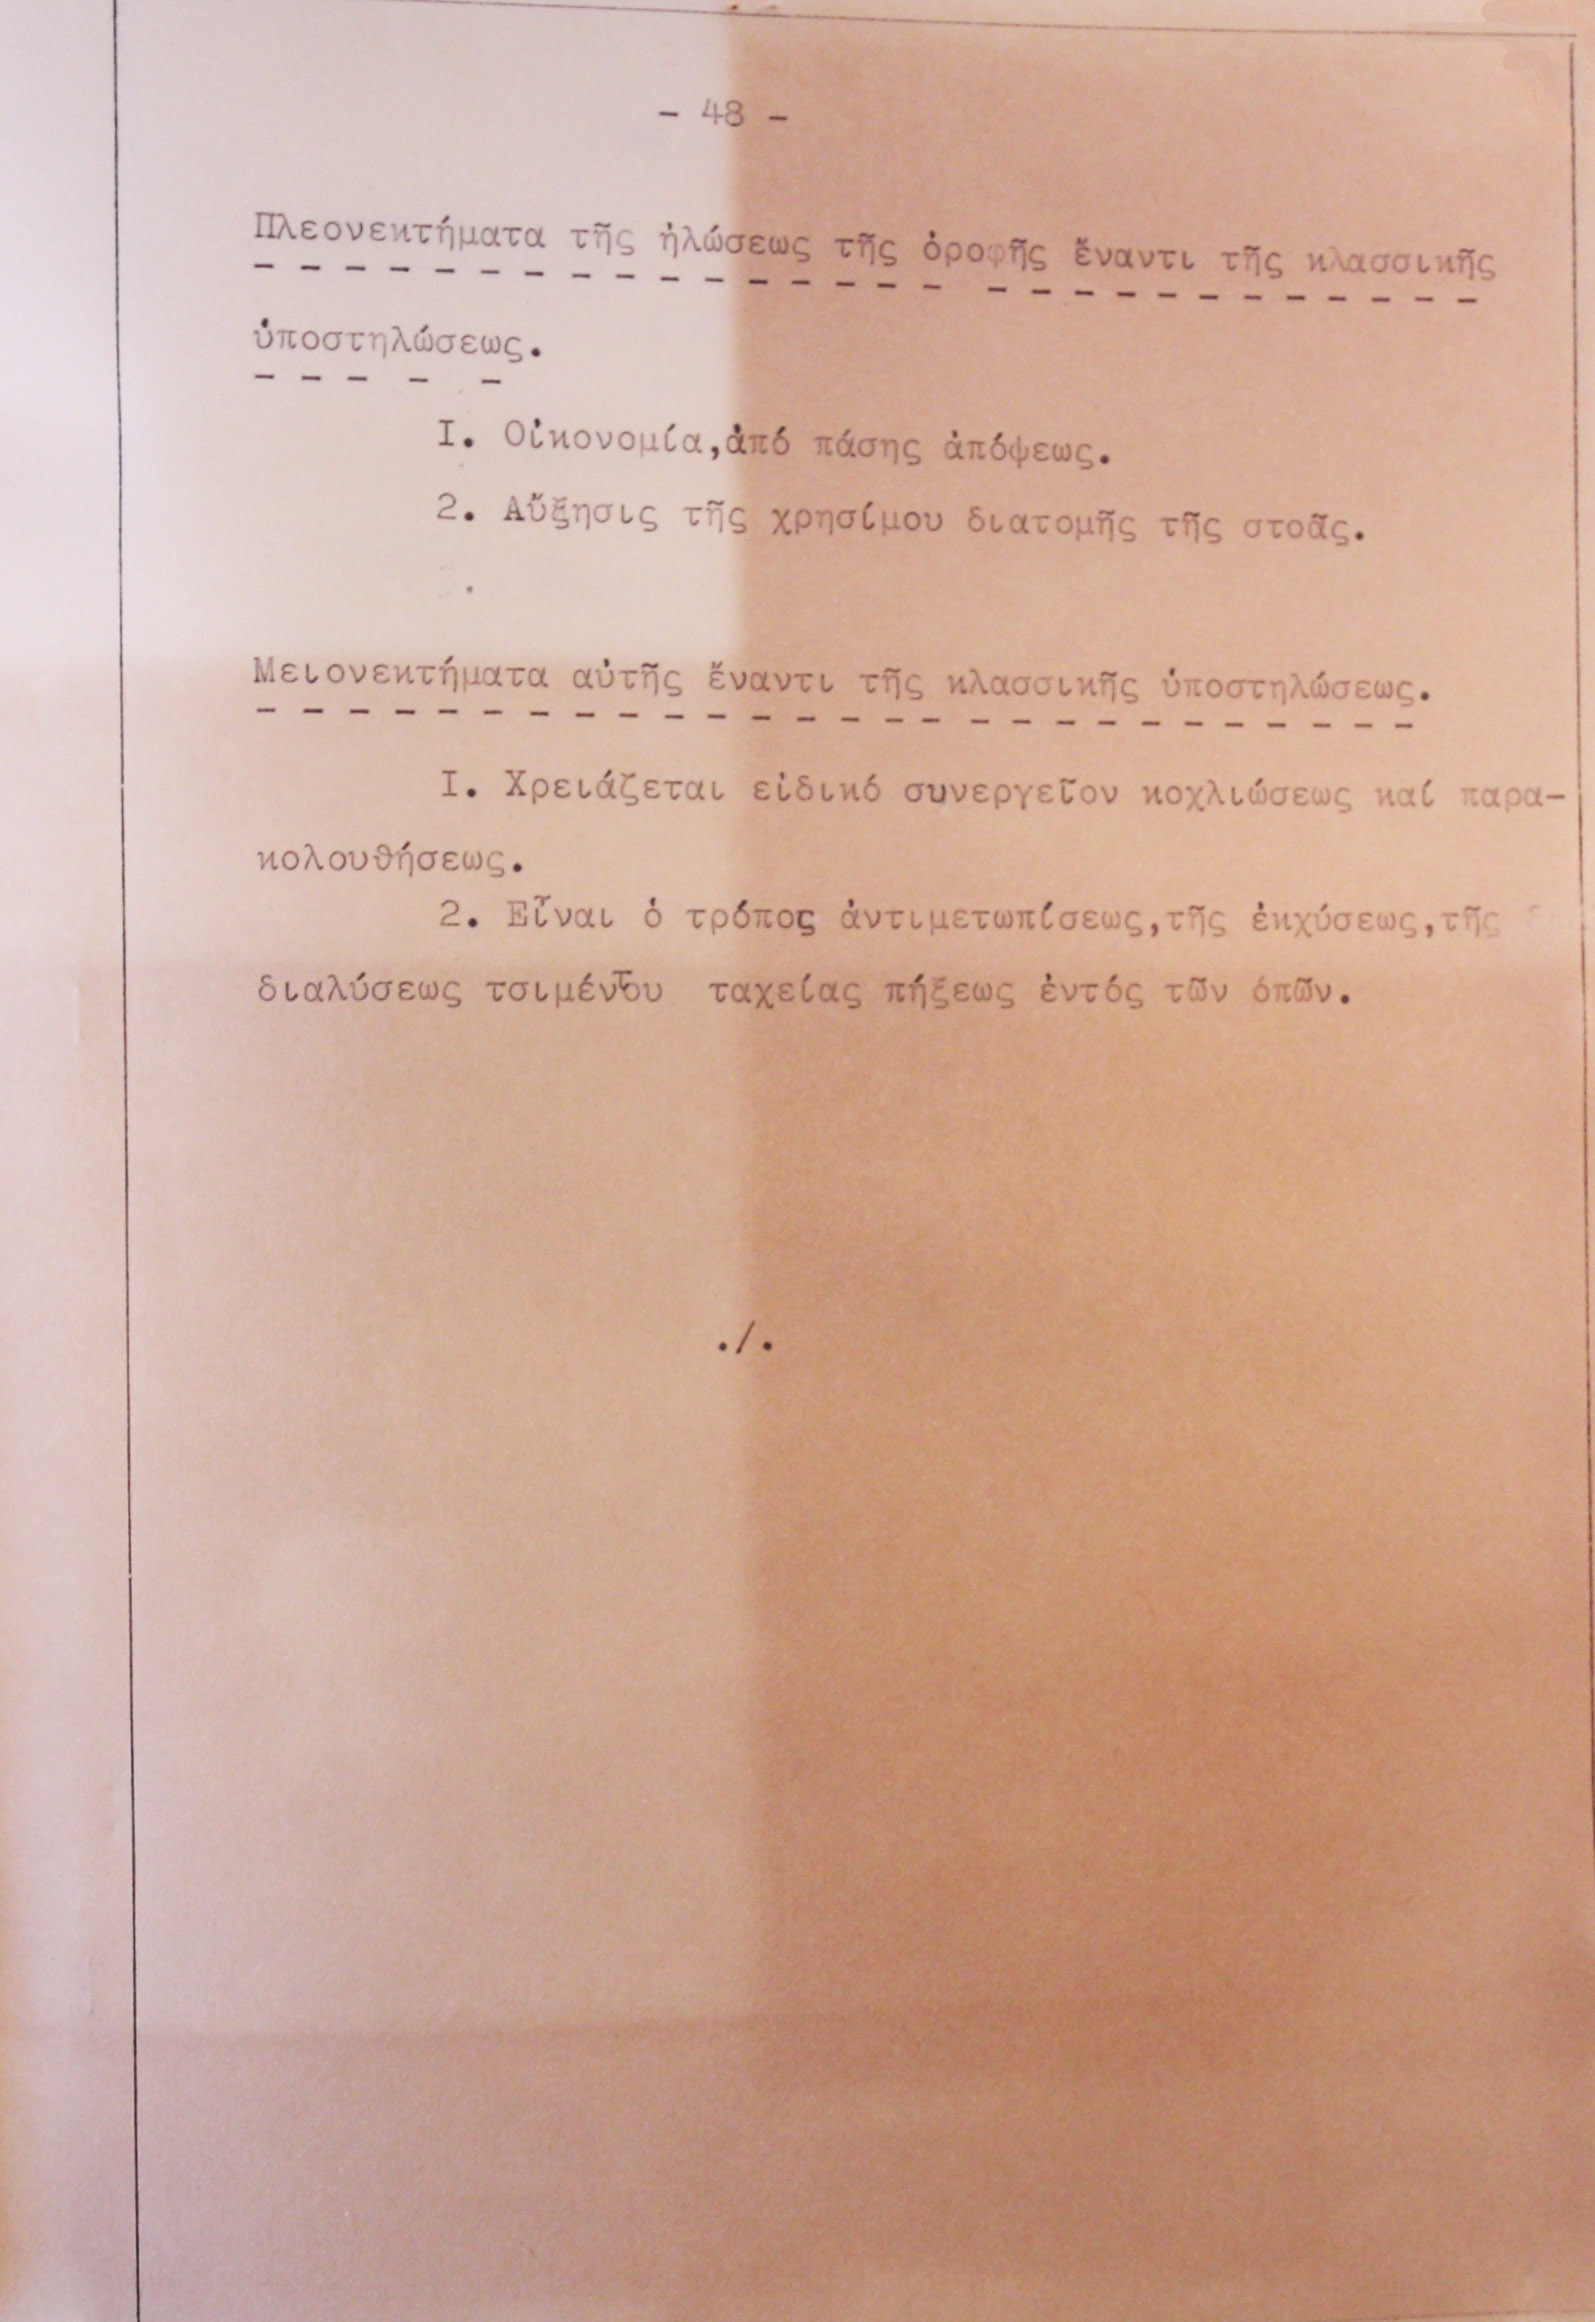 - 48 -
Πλεονεκτήματα τῆς ἡλώσεως τῆς ὀροφῆς ἔναντι τῆς κλασσικῆς
ὑποστηλώσεως.
I. Οἰκονομία,ἀπό πάσης ἀπόψεως.
2. Αὔξησις τῆς χρησίμου διατομῆς τῆς στοᾶς.
Μειονεκτήματα αὐτῆς ἔναντι τῆς κλασσικῆς ὑποστηλώσεως.
I. Χρειάζεται εἰδικό συνεργεῖον κοχλιώσεως καί παρα-
κολουθήσεως.
2. Εἶναι ὁ τρόπος ἀντιμετωπίσεως,τῆς ἐκχύσεως,τῆς
διαλύσεως τσιμέντου ταχείας πήξεως ἐντός τῶν ὀπῶν.
./.